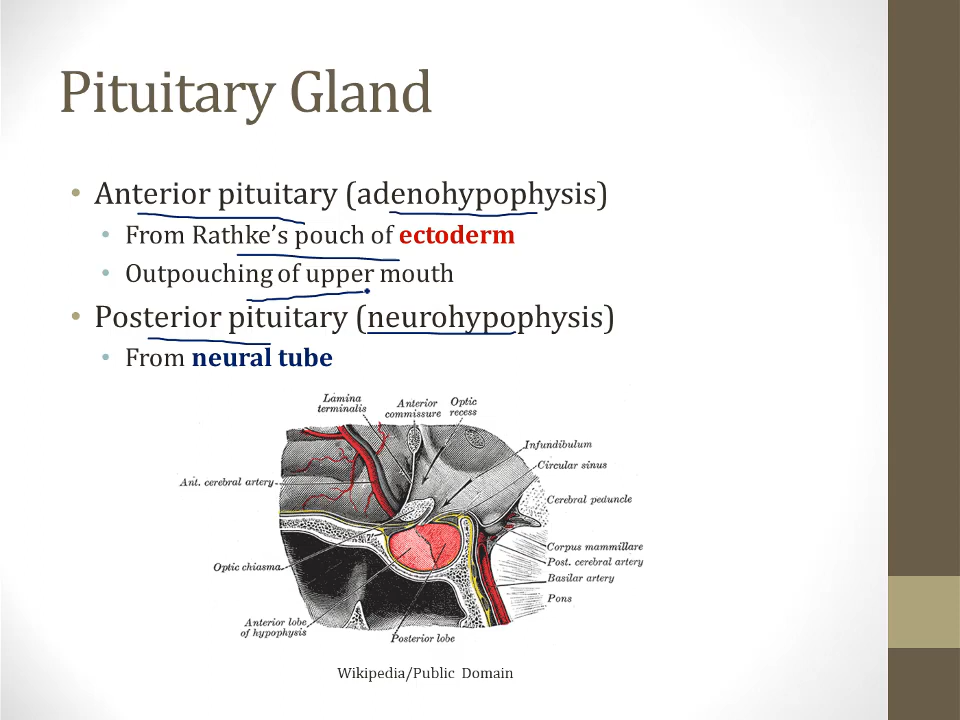 Pituitary Gland
• Anterior pituitary (adenohypophysis)
• From Rathke's pouch of ectoderm
• Outpouching of upper mouth
• Posterior pituitary (neurohypophysis)
• From neural tube
Lamina terminalis
Anterior commissure
Optic recess
Infundibulum
Circular sinus
Ant. cerebral artery
Cerebral peduncle
Optic chiasma
Corpus mammillare
Post. cerebral artery
Basilar artery
Pons
Anterior lobe of hypophysis
Posterior lobe
Wikipedia/Public Domain